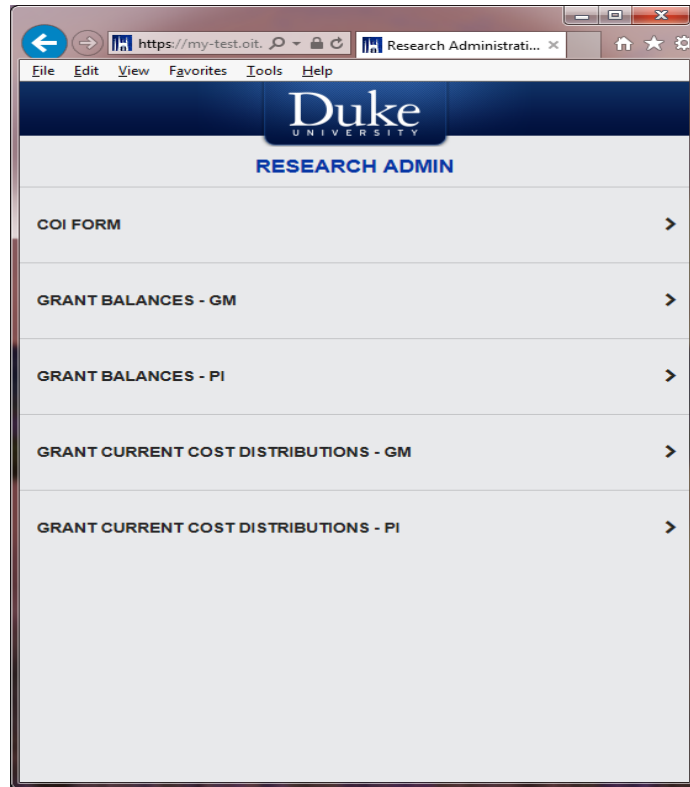 https://my-test.oit.
Research Administrati...
File Edit View Favorites Tools Help
Duke
UNIVERSITY
RESEARCH ADMIN
COI FORM
GRANT BALANCES - GM
GRANT BALANCES - PI
GRANT CURRENT COST DISTRIBUTIONS - GM
GRANT CURRENT COST DISTRIBUTIONS - PI